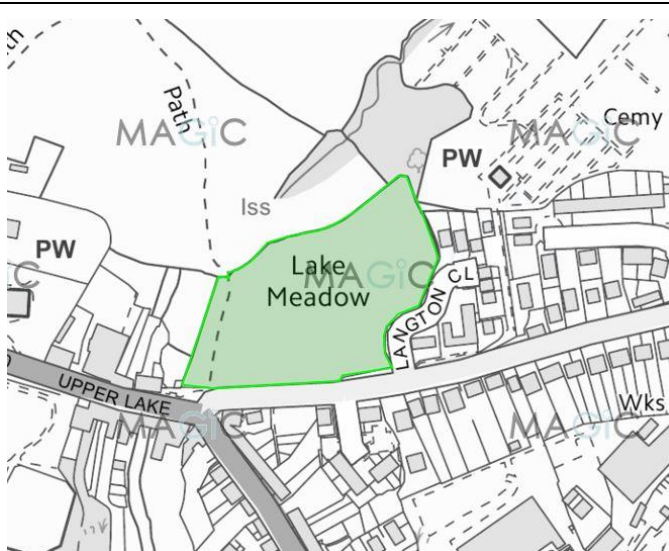 Path
MAGiC
MAGiC
Cemy
PW
Iss
PW
Lake
Meadow
MAGiC
LANGTON CL
UPPER LAKE
MAGiC
MAGiC
Wks